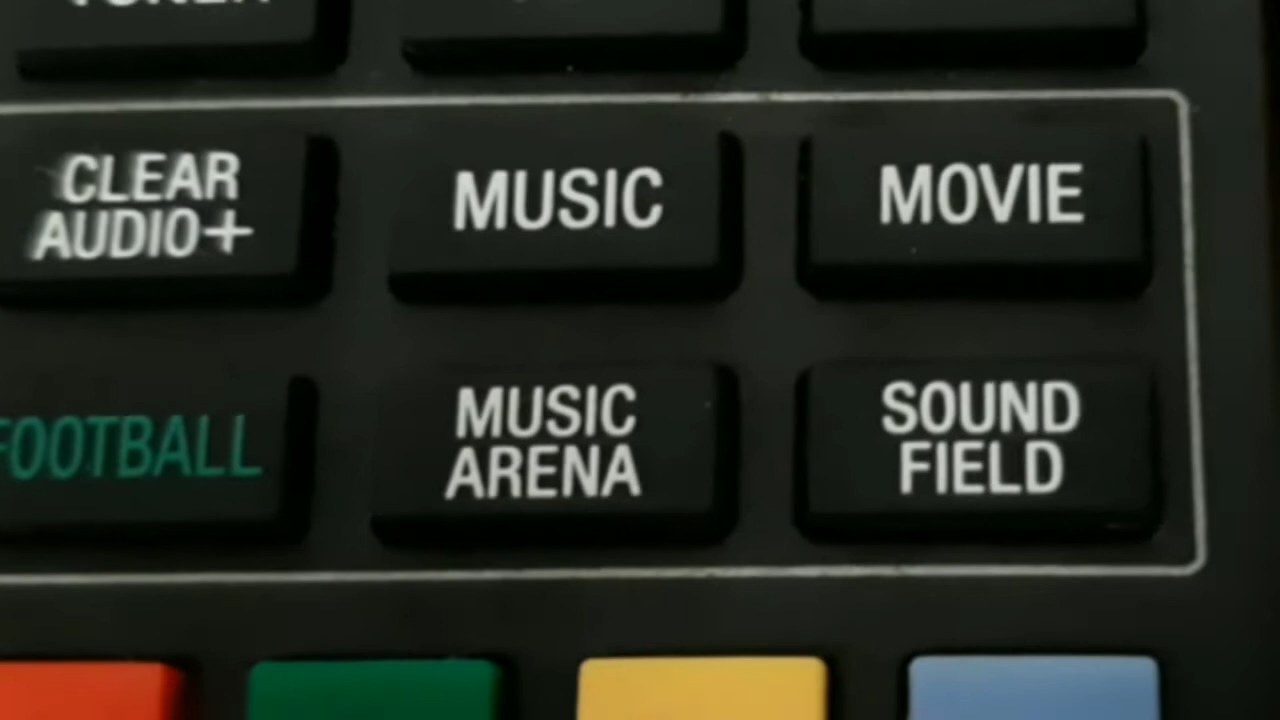 CLEAR
AUDIO+
MUSIC
MOVIE
FOOTBALL
MUSIC
ARENA
SOUND
FIELD